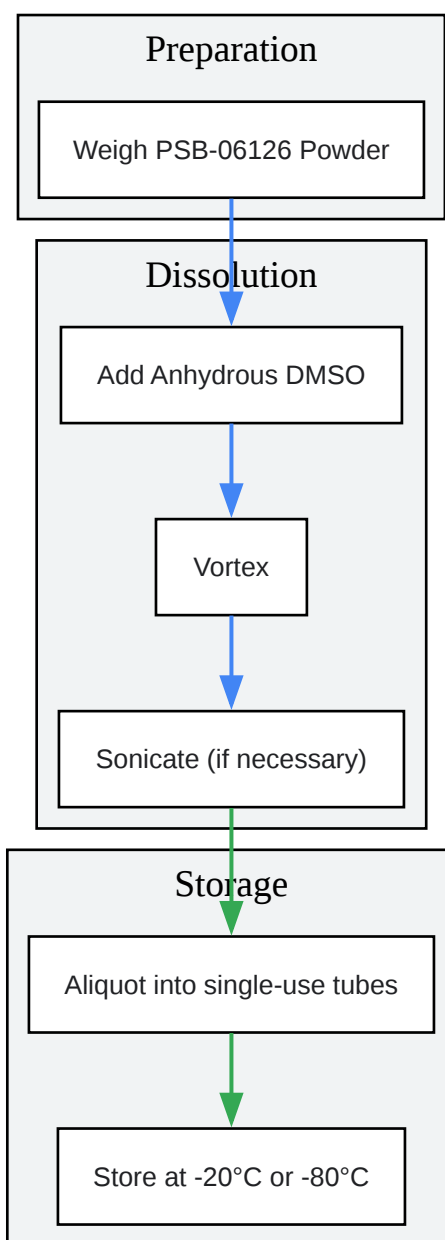 Preparation
Weigh PSB-06126 Powder
Dissolution
Add Anhydrous DMSO
Vortex
Sonicate (if necessary)
Storage
Aliquot into single-use tubes
Store at -20°C or -80°C